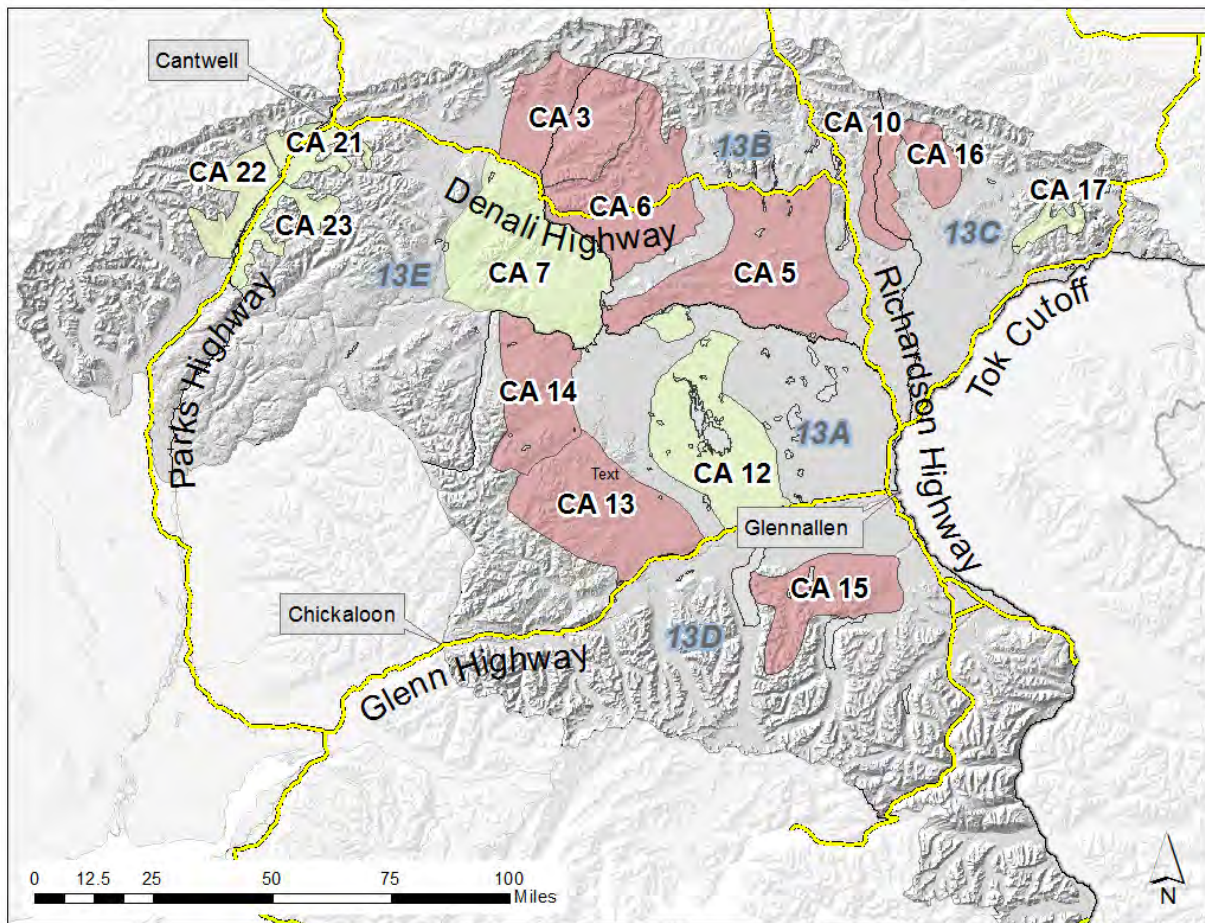 Cantwell
CA 3
CA 10
CA 21
13B
CA 16
CA 22
CA 17
CA 6
CA 23
Denali Highway
13C
13E
CA 7
CA 5
Parks Highway
Richardson Highway
Tok Cutoff
CA 14
13A
Text
CA 12
CA 13
Glennallen
CA 15
Chickaloon
13D
Glenn Highway
0 12.5 25 50 75 100
Miles
N